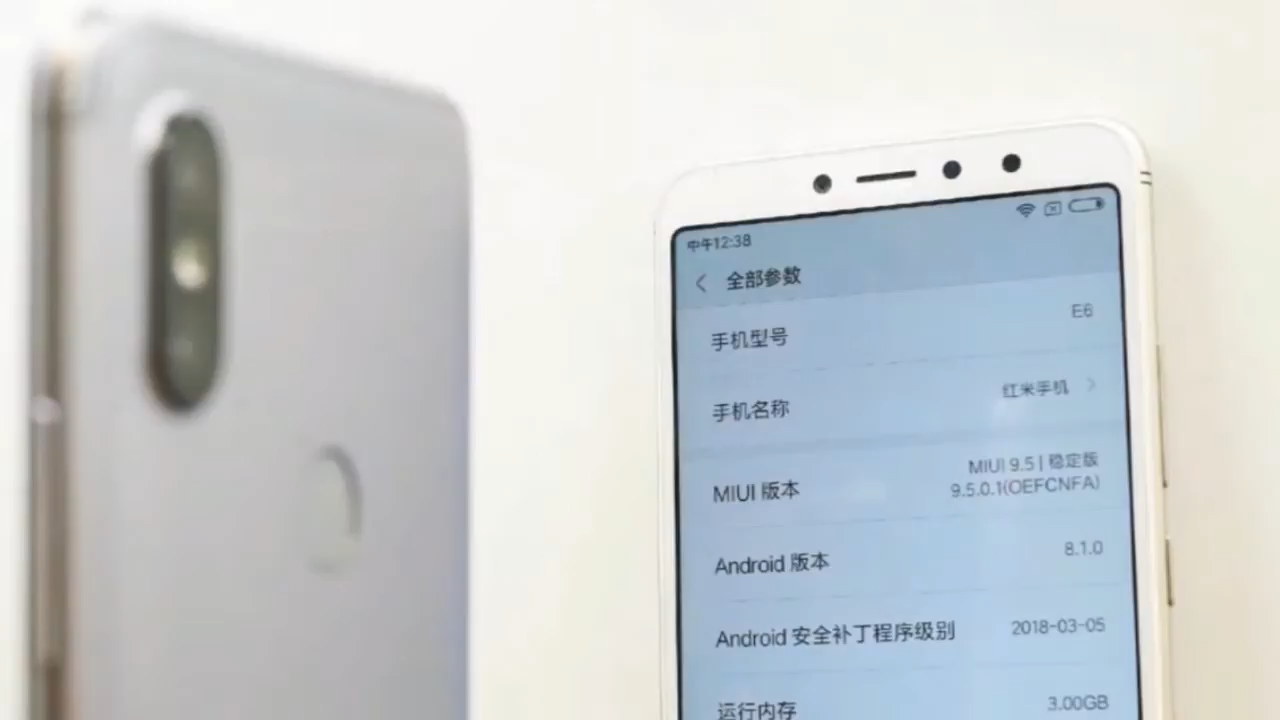 中午12:38
全部参数
手机型号 E6
手机名称 红米手机
MIUI 版本 MIUI 9.5 | 稳定版
9.5.0.1(OEFCNFA)
Android 版本 8.1.0
Android 安全补丁程序级别 2018-03-05
运行内存 3.00GB